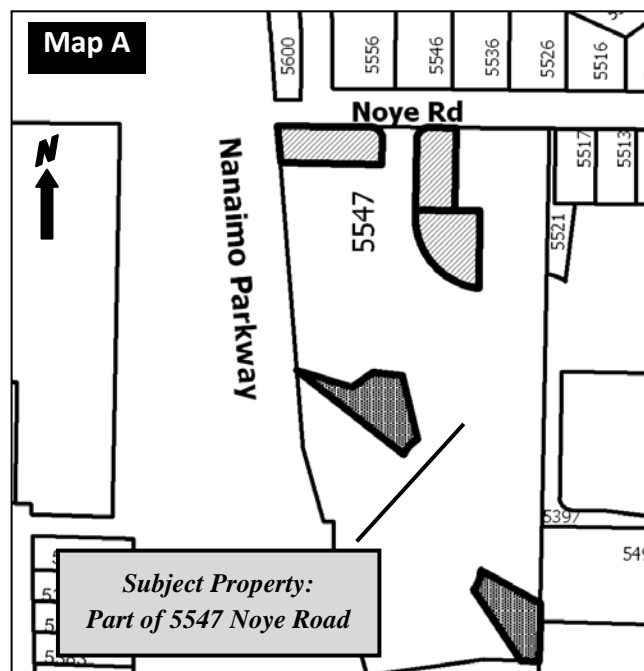 Map A
5600
5556
5546
5536
5526
5516
Noye Rd
N
Nanaimo Parkway
5547
5517
5513
5521
5397
Subject Property:
Part of 5547 Noye Road